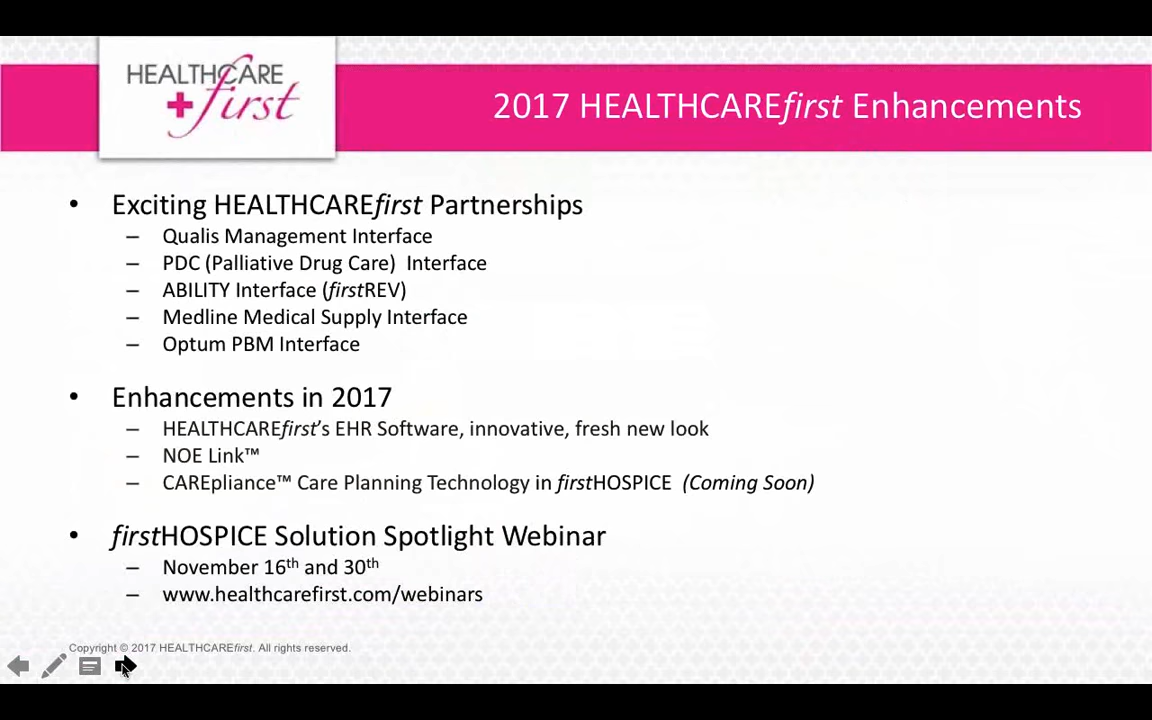 HEALTHCARE
first
2017 HEALTHCAREfirst Enhancements
• Exciting HEALTHCAREfirst Partnerships
– Qualis Management Interface
– PDC (Palliative Drug Care) Interface
– ABILITY Interface (firstREV)
– Medline Medical Supply Interface
– Optum PBM Interface
• Enhancements in 2017
– HEALTHCAREfirst's EHR Software, innovative, fresh new look
– NOE Link™
– CAREpliance™ Care Planning Technology in firstHOSPICE (Coming Soon)
• firstHOSPICE Solution Spotlight Webinar
– November 16th and 30th
– www.healthcarefirst.com/webinars
Copyright © 2017 HEALTHCAREfirst. All rights reserved.